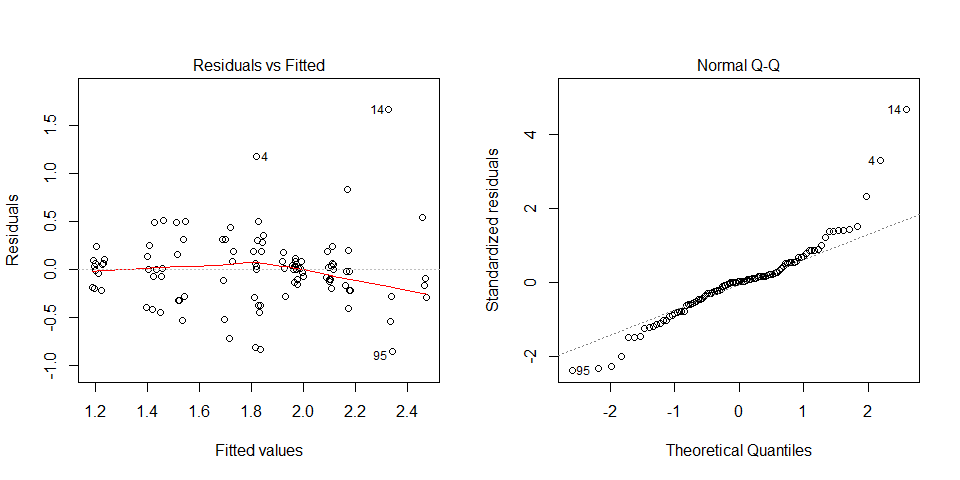 Residuals vs Fitted
Residuals
1.5
1.0
0.5
0.0
-0.5
-1.0
14
4
95
1.2 1.4 1.6 1.8 2.0 2.2 2.4
Fitted values
Normal Q-Q
Standardized residuals
4
2
0
-2
14
4
95
-2 -1 0 1 2
Theoretical Quantiles